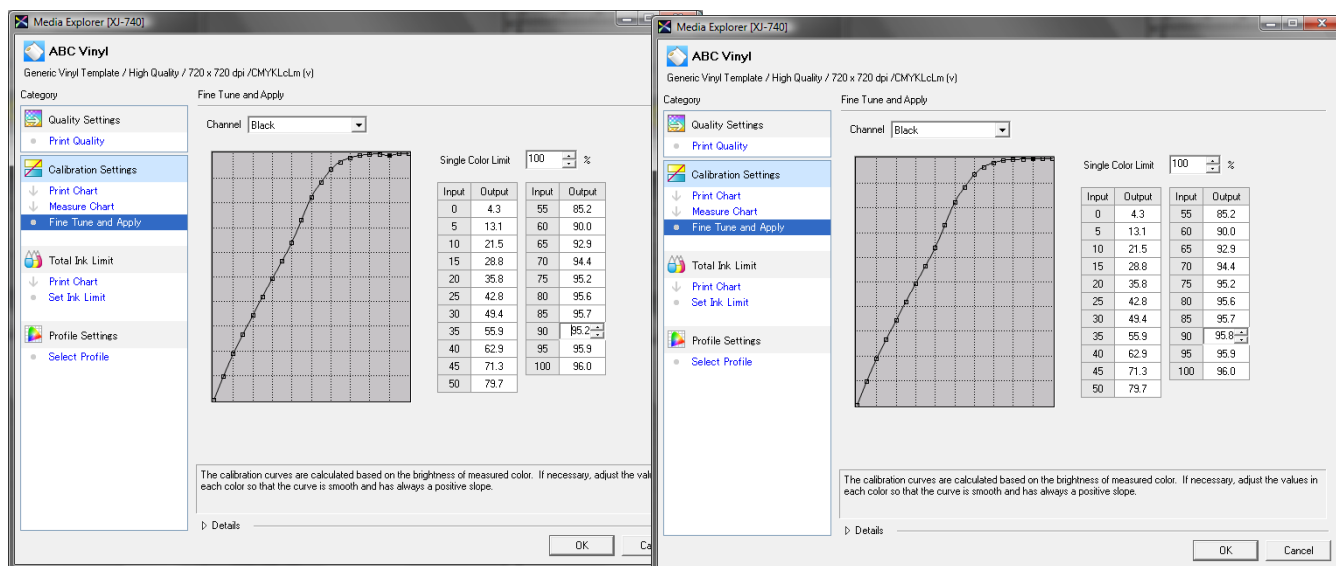 Media Explorer [XJ-740]
ABC Vinyl
Generic Vinyl Template / High Quality / 720 x 720 dpi /CMYKLcLm (v)
Category
Quality Settings
Print Quality
Calibration Settings
Print Chart
Measure Chart
Fine Tune and Apply
Total Ink Limit
Print Chart
Set Ink Limit
Profile Settings
Select Profile
Fine Tune and Apply
Channel Black
Single Color Limit 100 %
Input Output Input Output
0 4.3 55 85.2
5 13.1 60 90.0
10 21.5 65 92.9
15 28.8 70 94.4
20 35.8 75 95.2
25 42.8 80 95.6
30 49.4 85 95.7
35 55.9 90 95.2
40 62.9 95 95.9
45 71.3 100 96.0
50 79.7
The calibration curves are calculated based on the brightness of measured color. If necessary, adjust the val
each color so that the curve is smooth and has always a positive slope.
Details
OK Ca
Media Explorer [XJ-740]
ABC Vinyl
Generic Vinyl Template / High Quality / 720 x 720 dpi /CMYKLcLm (v)
Category
Quality Settings
Print Quality
Calibration Settings
Print Chart
Measure Chart
Fine Tune and Apply
Total Ink Limit
Print Chart
Set Ink Limit
Profile Settings
Select Profile
Fine Tune and Apply
Channel Black
Single Color Limit 100 %
Input Output Input Output
0 4.3 55 85.2
5 13.1 60 90.0
10 21.5 65 92.9
15 28.8 70 94.4
20 35.8 75 95.2
25 42.8 80 95.6
30 49.4 85 95.7
35 55.9 90 95.8
40 62.9 95 95.9
45 71.3 100 96.0
50 79.7
The calibration curves are calculated based on the brightness of measured color. If necessary, adjust the values in
each color so that the curve is smooth and has always a positive slope.
Details
OK Cancel